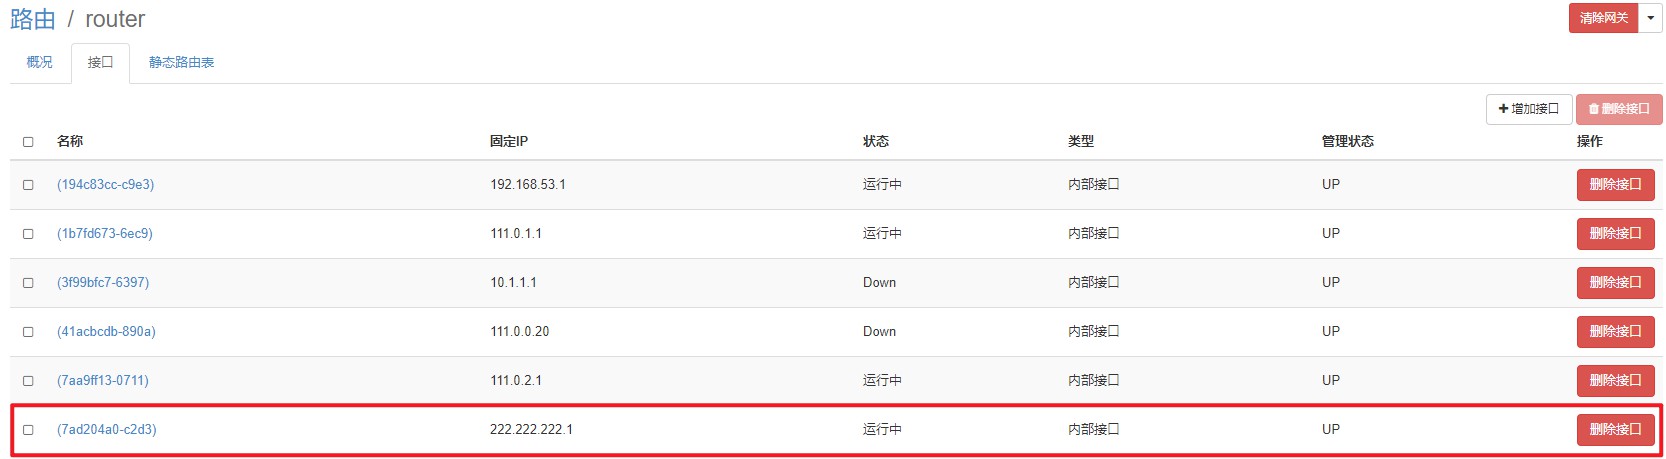 路由 / router
清除网关
概况 接口 静态路由表
增加接口 删除接口
名称 固定IP 状态 类型 管理状态 操作
(194c83cc-c9e3) 192.168.53.1 运行中 内部接口 UP 删除接口
(1b7fd673-6ec9) 111.0.1.1 运行中 内部接口 UP 删除接口
(3f99bfc7-6397) 10.1.1.1 Down 内部接口 UP 删除接口
(41acbcdb-890a) 111.0.0.20 Down 内部接口 UP 删除接口
(7aa9ff13-0711) 111.0.2.1 运行中 内部接口 UP 删除接口
(7ad204a0-c2d3) 222.222.222.1 运行中 内部接口 UP 删除接口